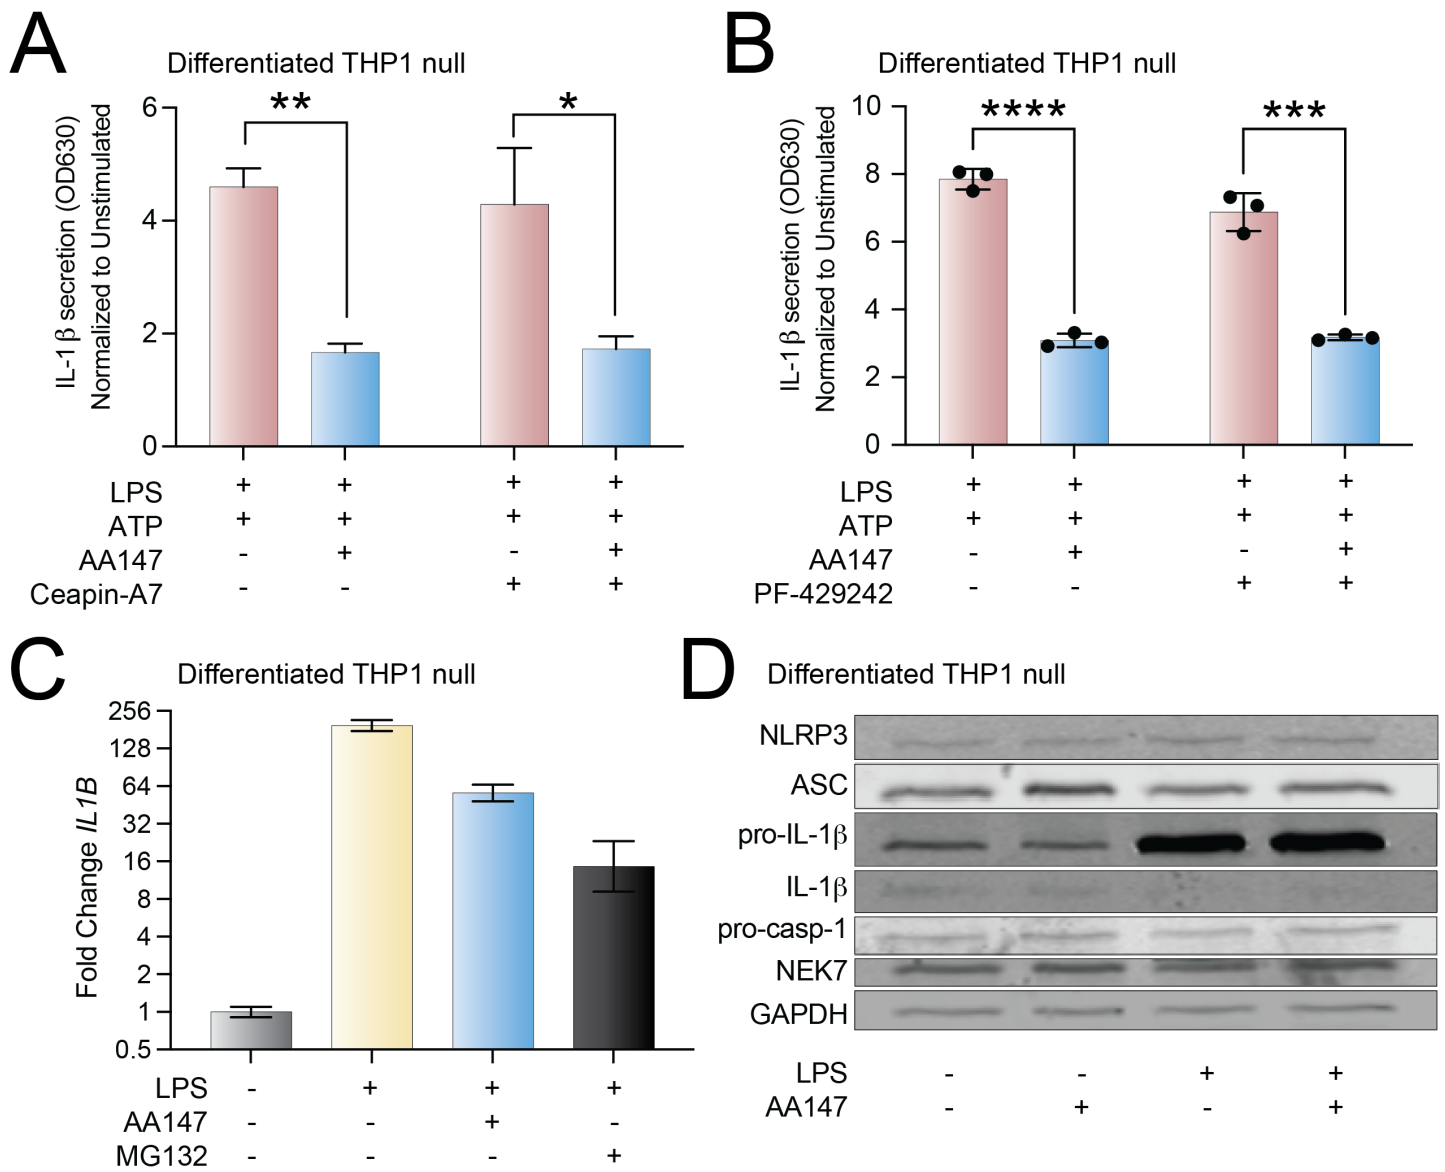 A
Differentiated THP1 null
IL-1β secretion (OD630)
Normalized to Unstimulated
6
4
2
0
** *
LPS + + + +
ATP + + + +
AA147 - + - +
Ceapin-A7 - - + +
B
Differentiated THP1 null
IL-1β secretion (OD630)
Normalized to Unstimulated
10
8
6
4
2
0
**** ***
LPS + + + +
ATP + + + +
AA147 - + - +
PF-429242 - - + +
C
Differentiated THP1 null
Fold Change IL1B
256
128
64
32
16
8
4
2
1
0.5
LPS - + + +
AA147 - - + -
MG132 - - - +
D
Differentiated THP1 null
NLRP3
ASC
pro-IL-1β
IL-1β
pro-casp-1
NEK7
GAPDH
LPS - - + +
AA147 - + - +